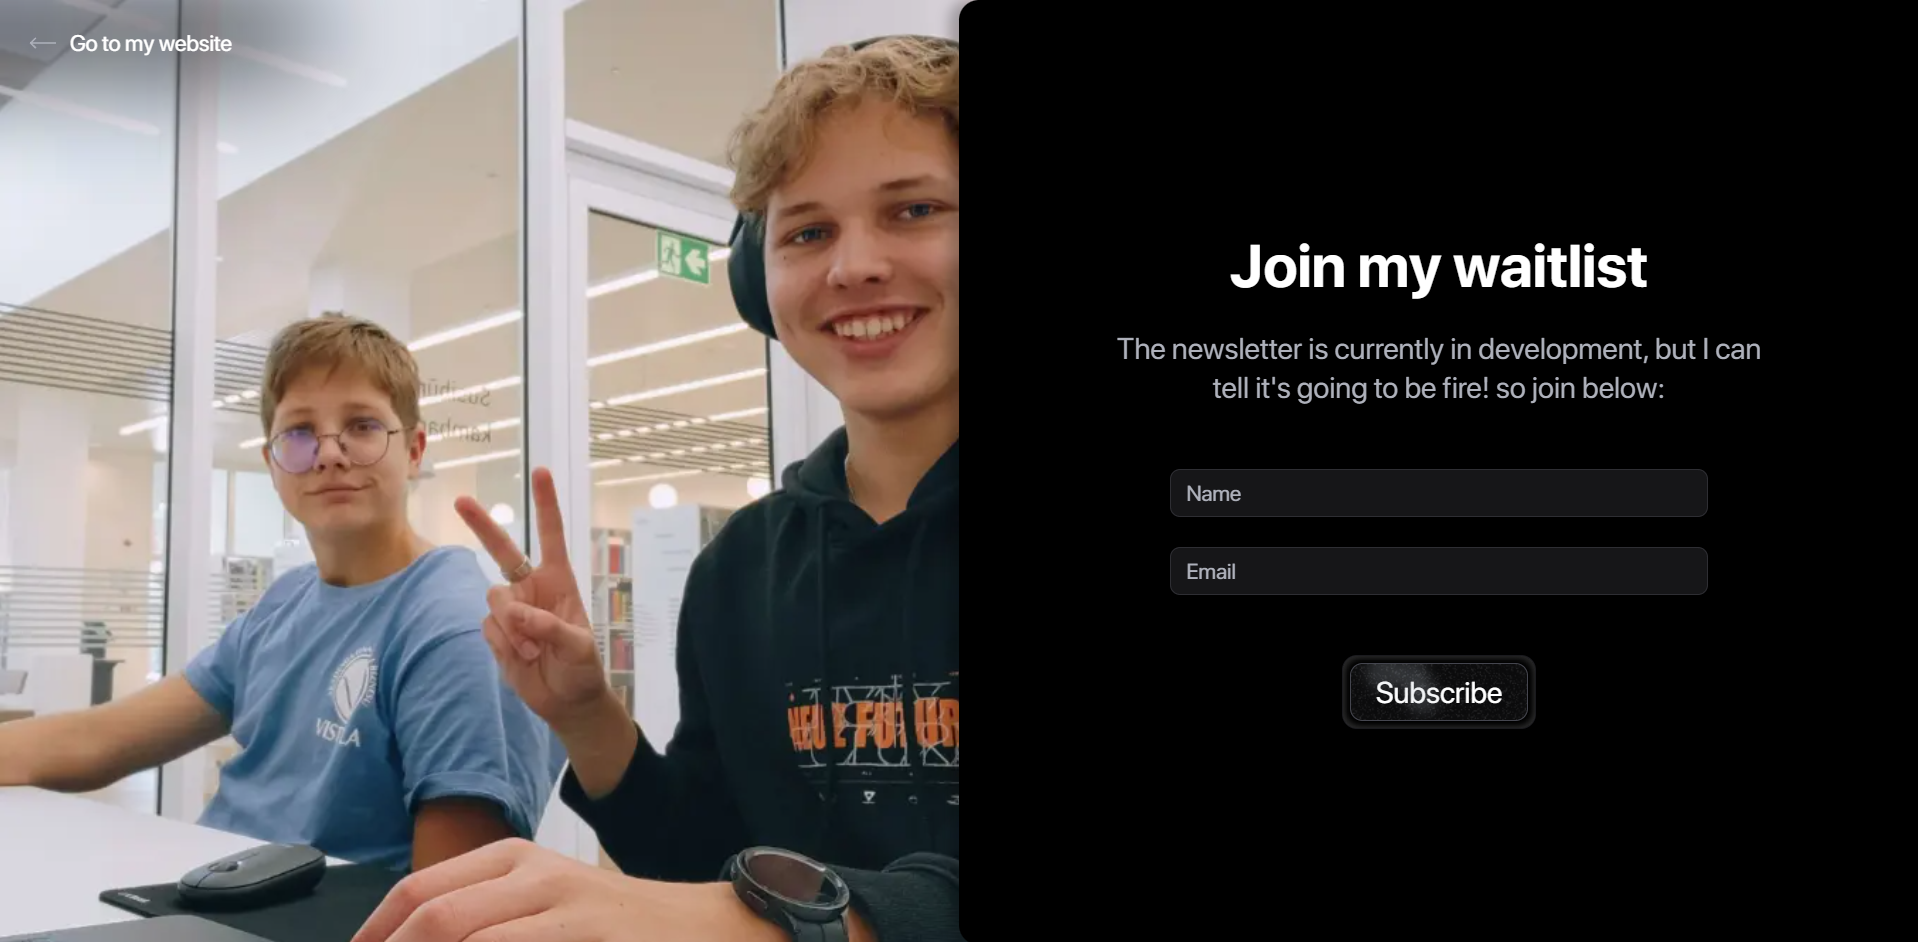 Go to my website
Join my waitlist
The newsletter is currently in development, but I can
tell it's going to be fire! so join below:
Name
Email
Subscribe
VISTULA